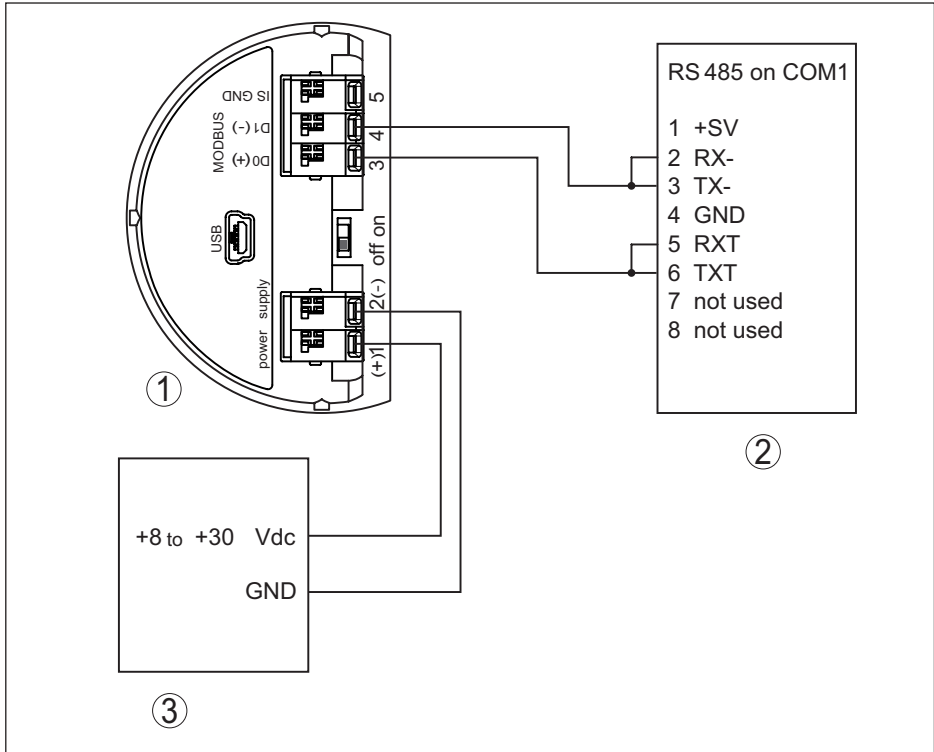 IS GND
D1 (-)
D0 (+)
MODBUS
5
4
3
USB
off on
power supply
2(-)
(+)1
1
RS 485 on COM1
1 +SV
2 RX-
3 TX-
4 GND
5 RXT
6 TXT
7 not used
8 not used
2
+8 to +30 Vdc
GND
3